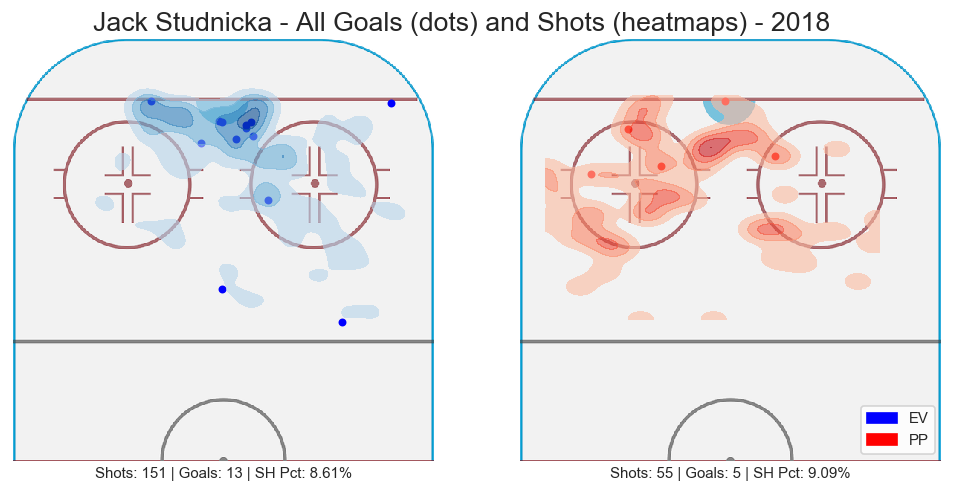 Jack Studnicka - All Goals (dots) and Shots (heatmaps) - 2018
EV
PP
Shots: 151 | Goals: 13 | SH Pct: 8.61%
Shots: 55 | Goals: 5 | SH Pct: 9.09%